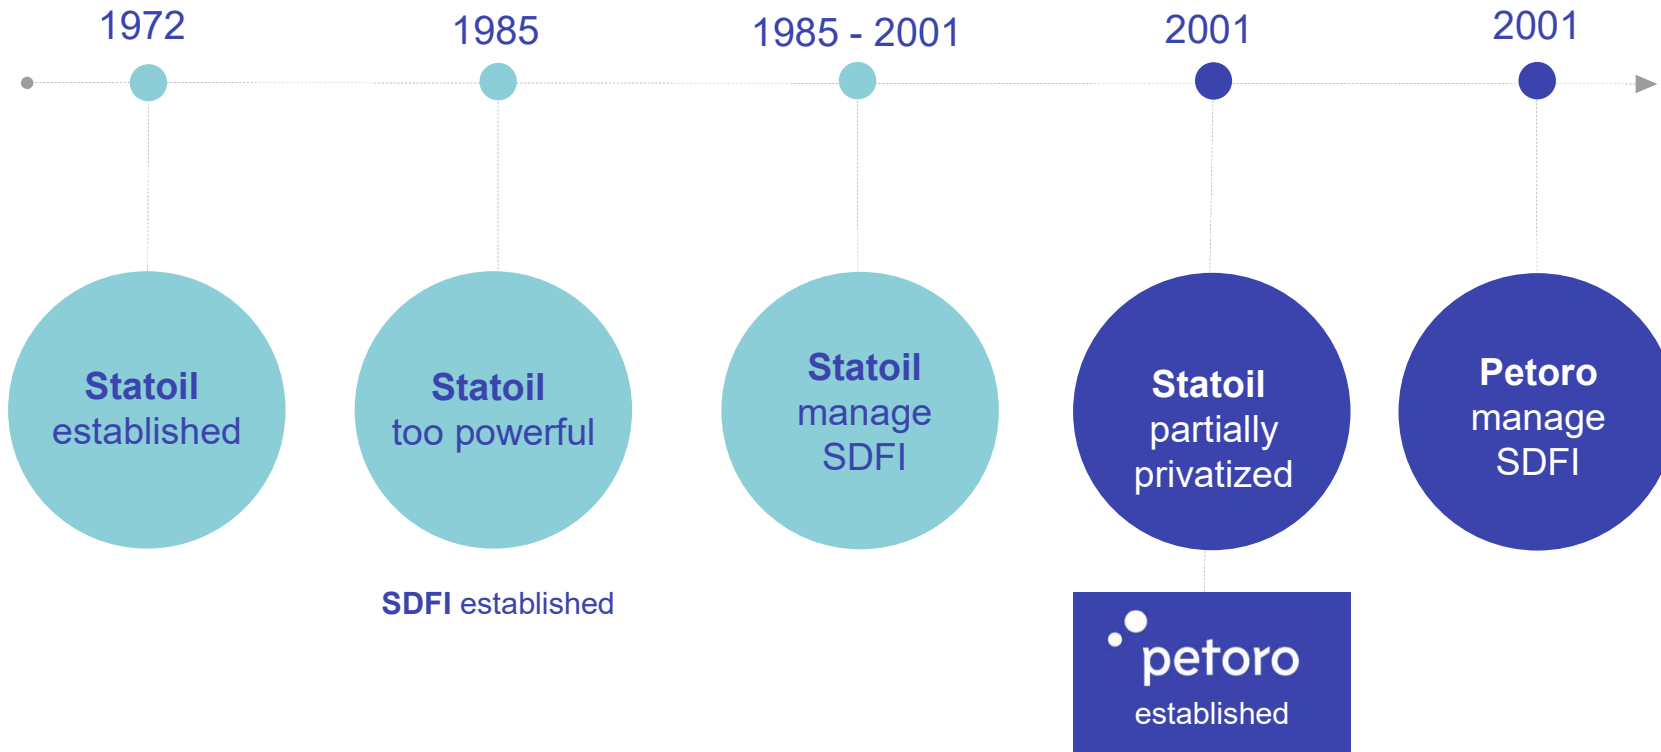 1972
1985
1985 - 2001
2001
2001
Statoil
established
Statoil
too powerful
SDFI established
Statoil
manage
SDFI
Statoil
partially
privatized
petoro
established
Petoro
manage
SDFI